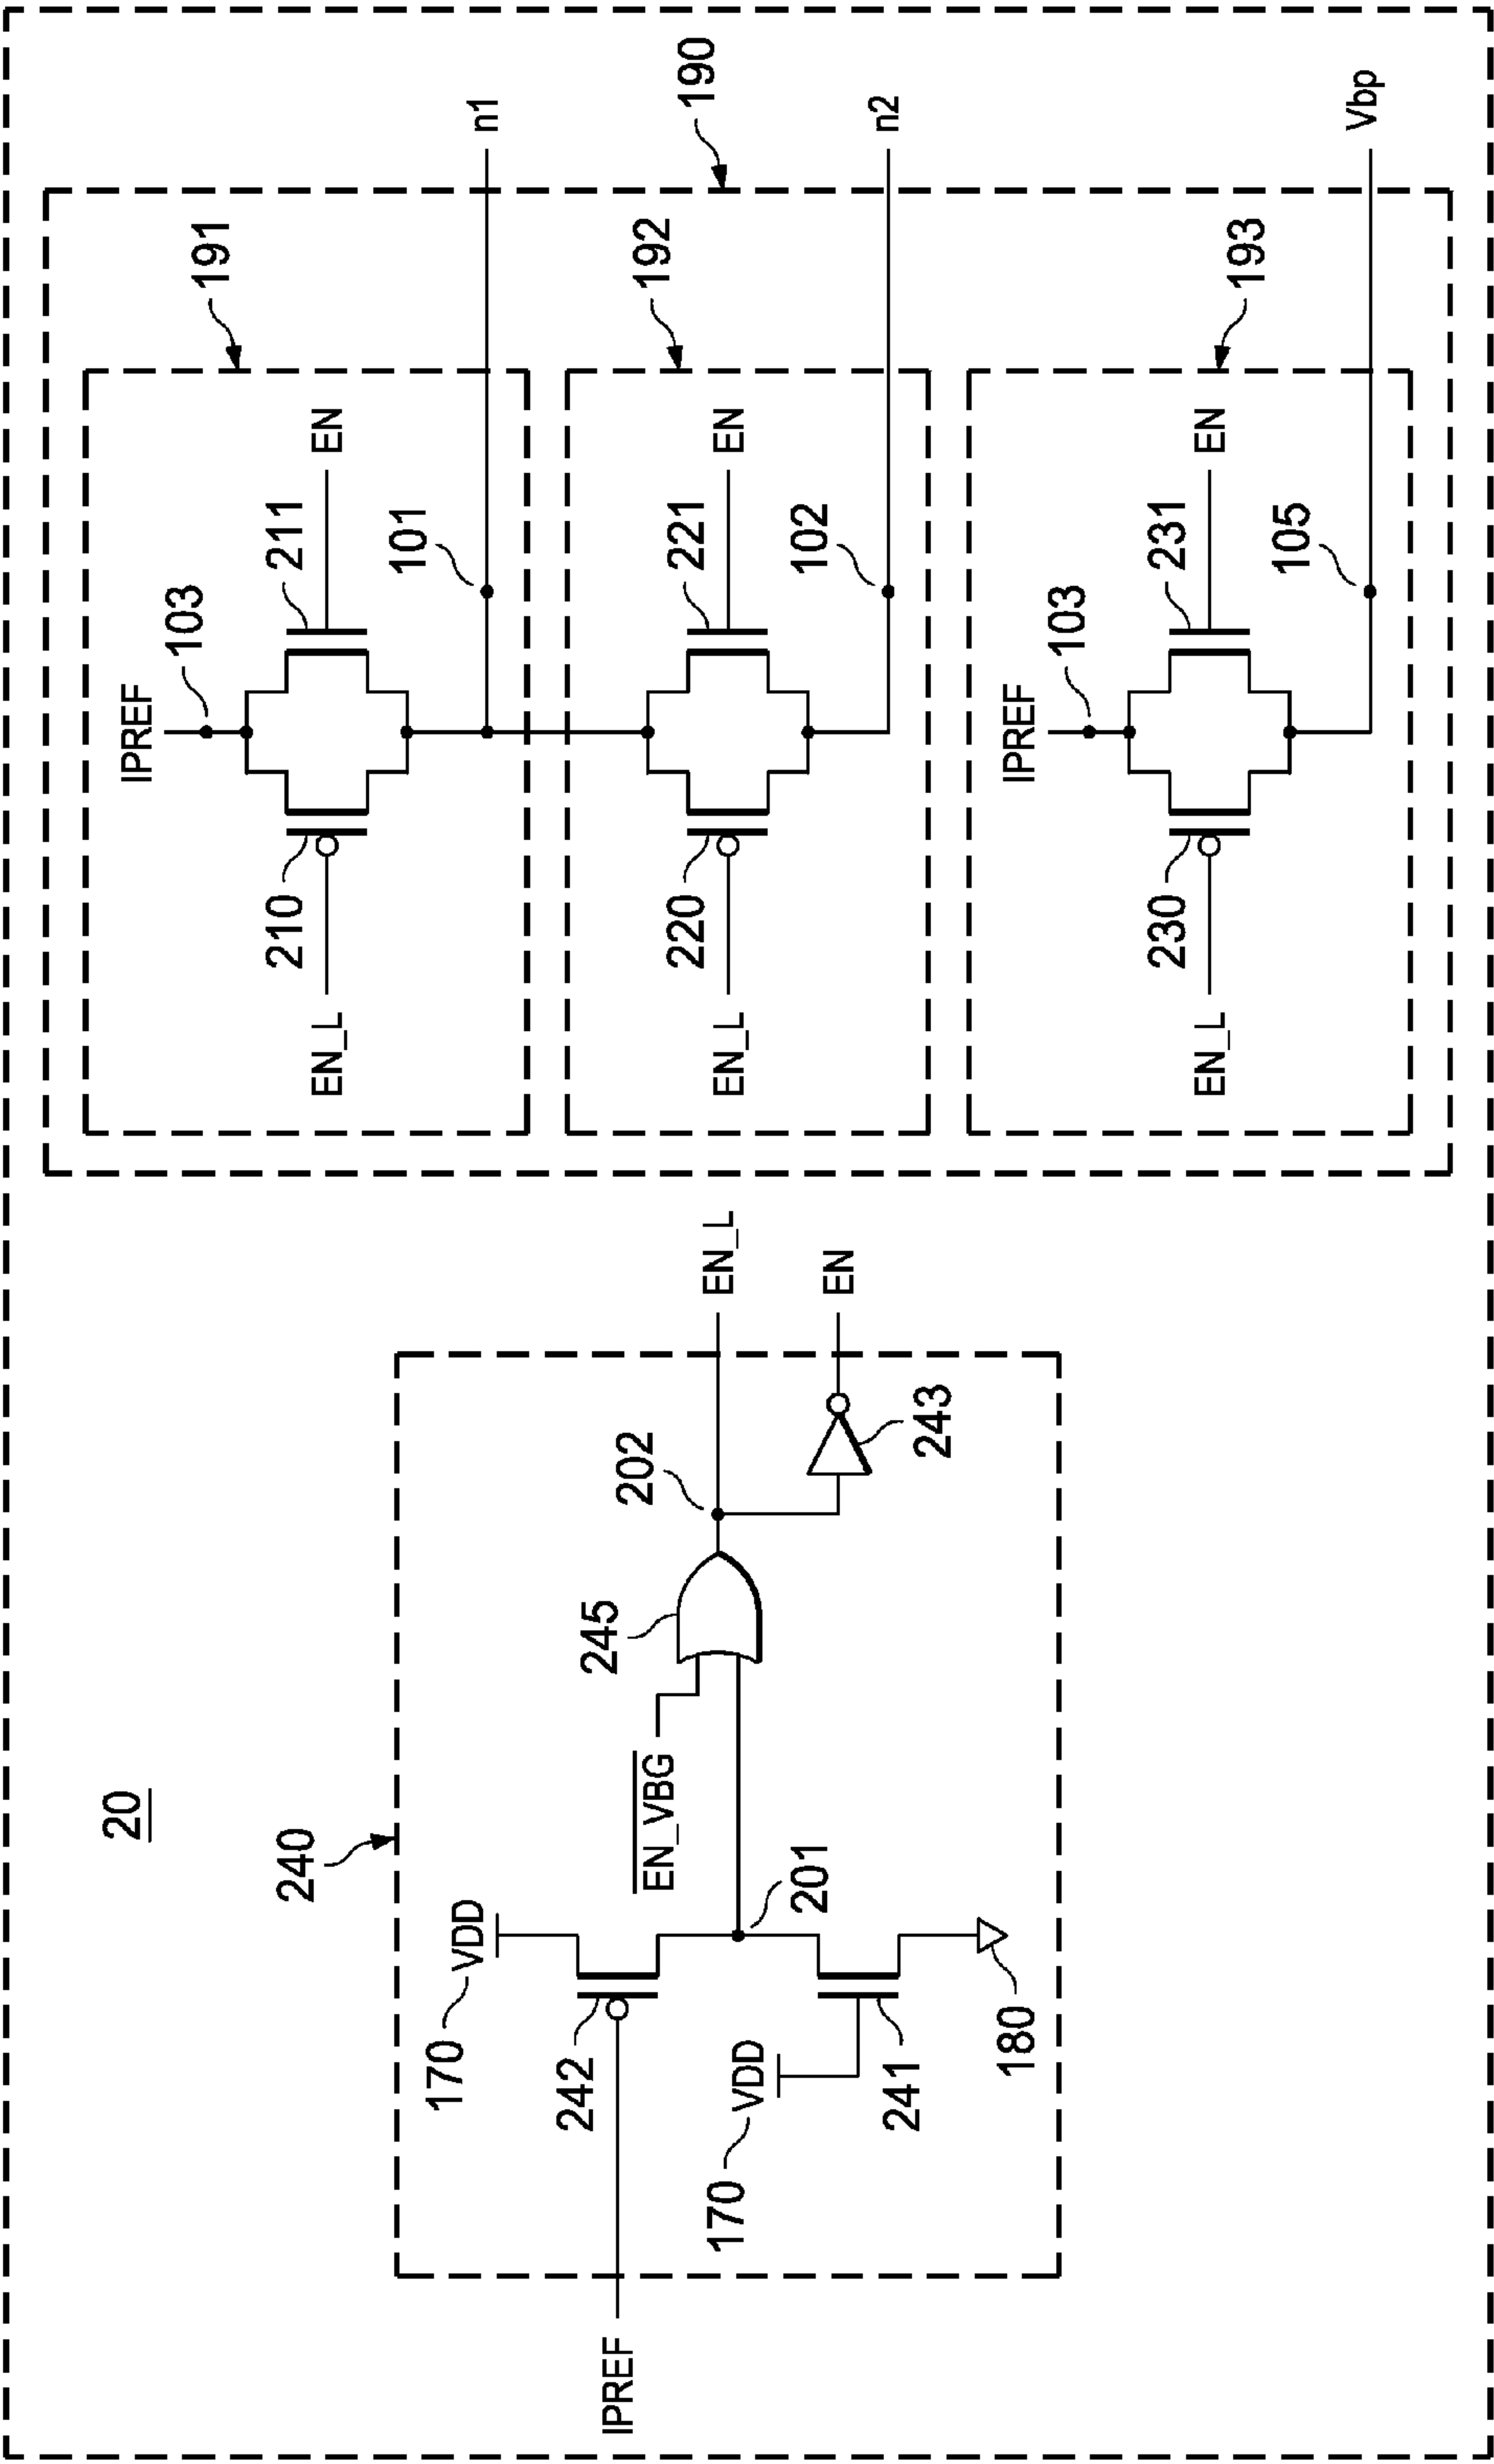 20
240
170
VDD
242
IPREF
170
VDD
241
180
201
EN_VBG
245
202
243
EN_L
EN
190
191
IPREF
103
210
211
EN_L
EN
101
n1
192
220
221
EN_L
EN
102
n2
193
IPREF
103
230
231
EN_L
EN
105
Vbp